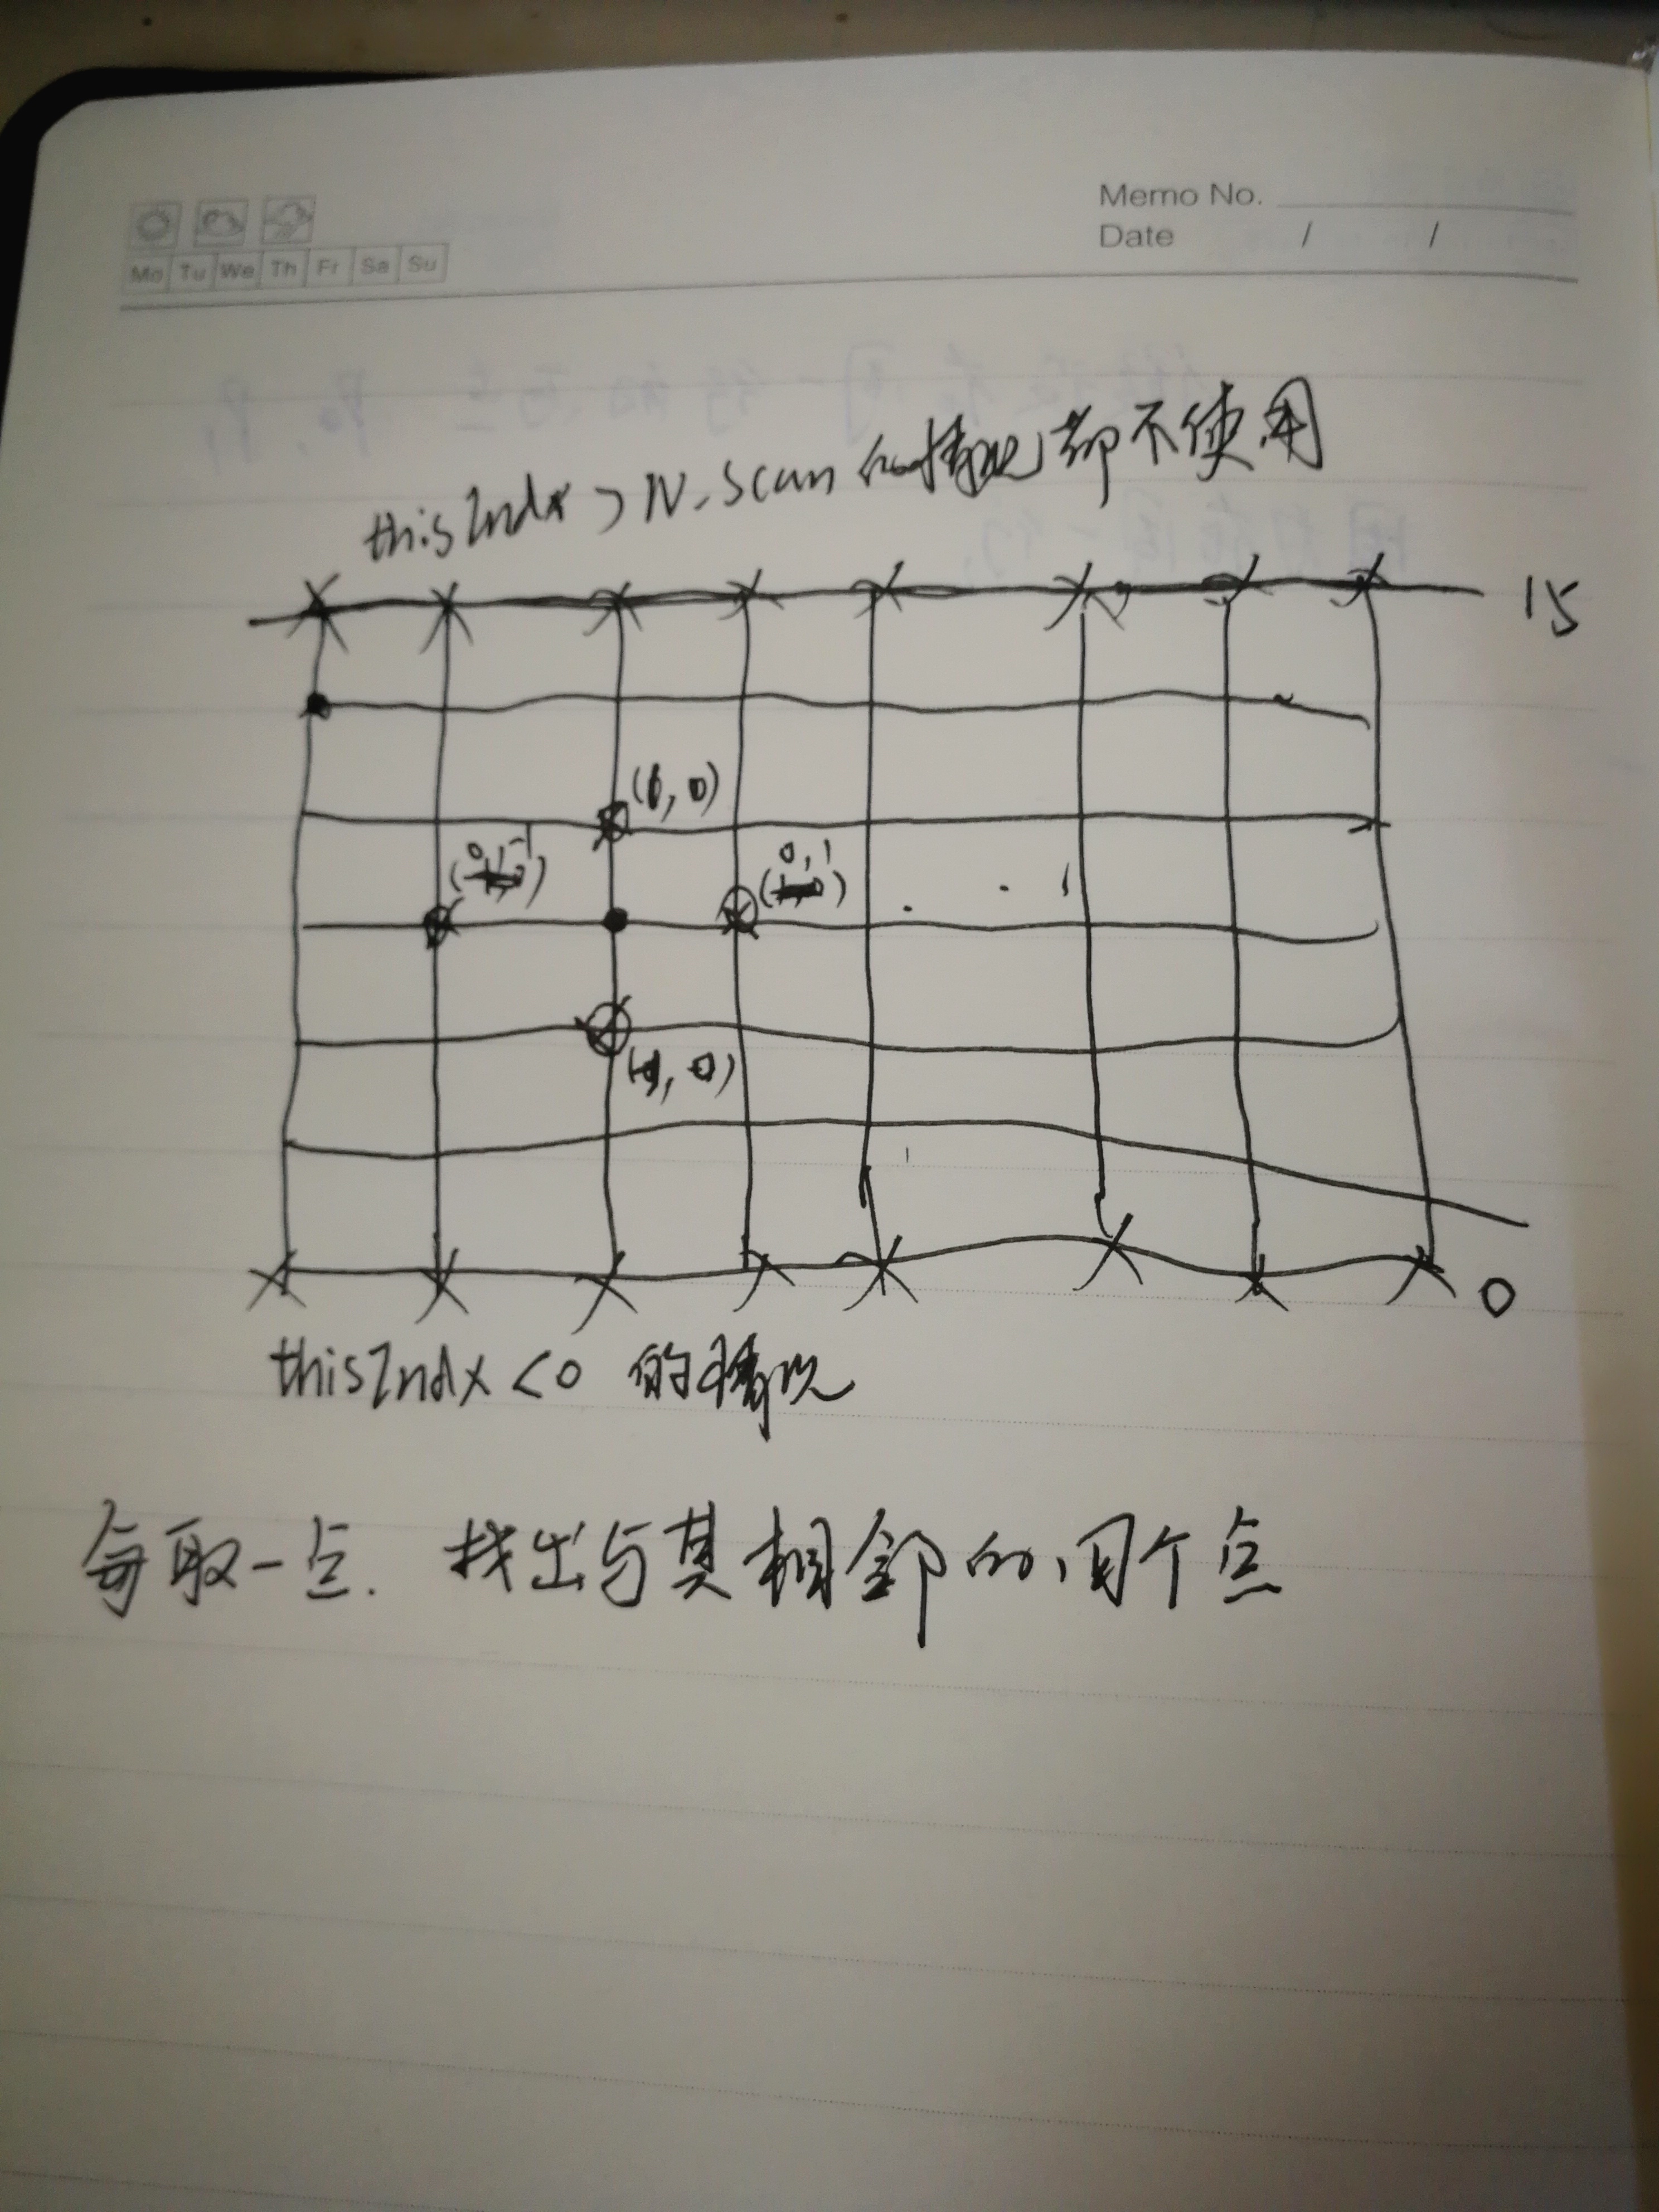 Memo No.
Date / /
Mo Tu We Th Fr Sa Su
thisIndx > N_Scan 的情况都不使用
15
(1, 0)
0, -1
0, 1
(-1, 0)
0
thisIndx < 0 的情况
每取一点. 找出与其相邻的四个点